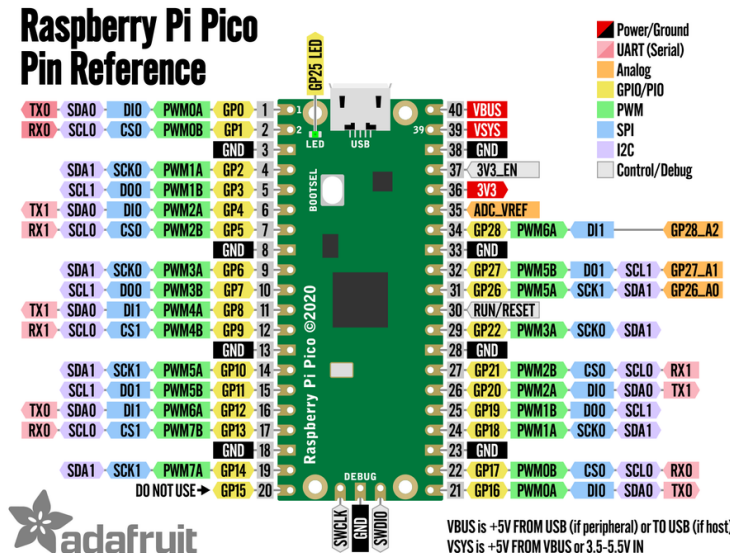 Raspberry Pi Pico
Pin Reference
GP25 LED
Power/Ground
UART (Serial)
Analog
GPIO/PIO
PWM
SPI
I2C
Control/Debug
TX0 SDA0 DI0 PWM0A GP0 1
RX0 SCL0 CS0 PWM0B GP1 2
GND 3
SDA1 SCK0 PWM1A GP2 4
SCL1 DO0 PWM1B GP3 5
TX1 SDA0 DI0 PWM2A GP4 6
RX1 SCL0 CS0 PWM2B GP5 7
GND 8
SDA1 SCK0 PWM3A GP6 9
SCL1 DO0 PWM3B GP7 10
TX1 SDA0 DI1 PWM4A GP8 11
RX1 SCL0 CS1 PWM4B GP9 12
GND 13
SDA1 SCK1 PWM5A GP10 14
SCL1 DO1 PWM5B GP11 15
TX0 SDA0 DI1 PWM6A GP12 16
RX0 SCL0 CS1 PWM7B GP13 17
GND 18
SDA1 SCK1 PWM7A GP14 19
DO NOT USE→ GP15 20
1
2
39
LED
USB
BOOTSEL
Raspberry Pi Pico ©2020
DEBUG
SWCLK
GND
SWDIO
40 VBUS
39 VSYS
38 GND
37 3V3_EN
36 3V3
35 ADC_VREF
34 GP28 PWM6A DI1 GP28_A2
33 GND
32 GP27 PWM5B DO1 SCL1 GP27_A1
31 GP26 PWM5A SCK1 SDA1 GP26_A0
30 RUN/RESET
29 GP22 PWM3A SCK0 SDA1
28 GND
27 GP21 PWM2B CS0 SCL0 RX1
26 GP20 PWM2A DI0 SDA0 TX1
25 GP19 PWM1B DO0 SCL1
24 GP18 PWM1A SCK0 SDA1
23 GND
22 GP17 PWM0B CS0 SCL0 RX0
21 GP16 PWM0A DI0 SDA0 TX0
adafruit
VBUS is +5V FROM USB (if peripheral) or TO USB (if host)
VSYS is +5V FROM VBUS or 3.5-5.5V IN